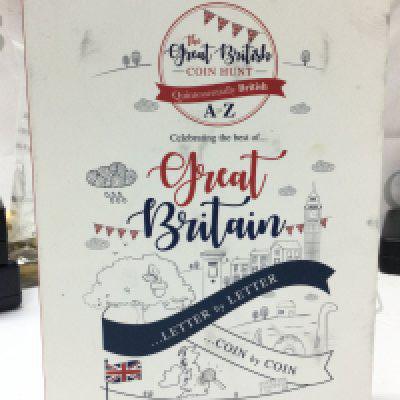 The
Great British
COIN HUNT
Quintessentially British
A-Z
Celebrating the best of...
Great
Britain
...LETTER by LETTER
...COIN by COIN